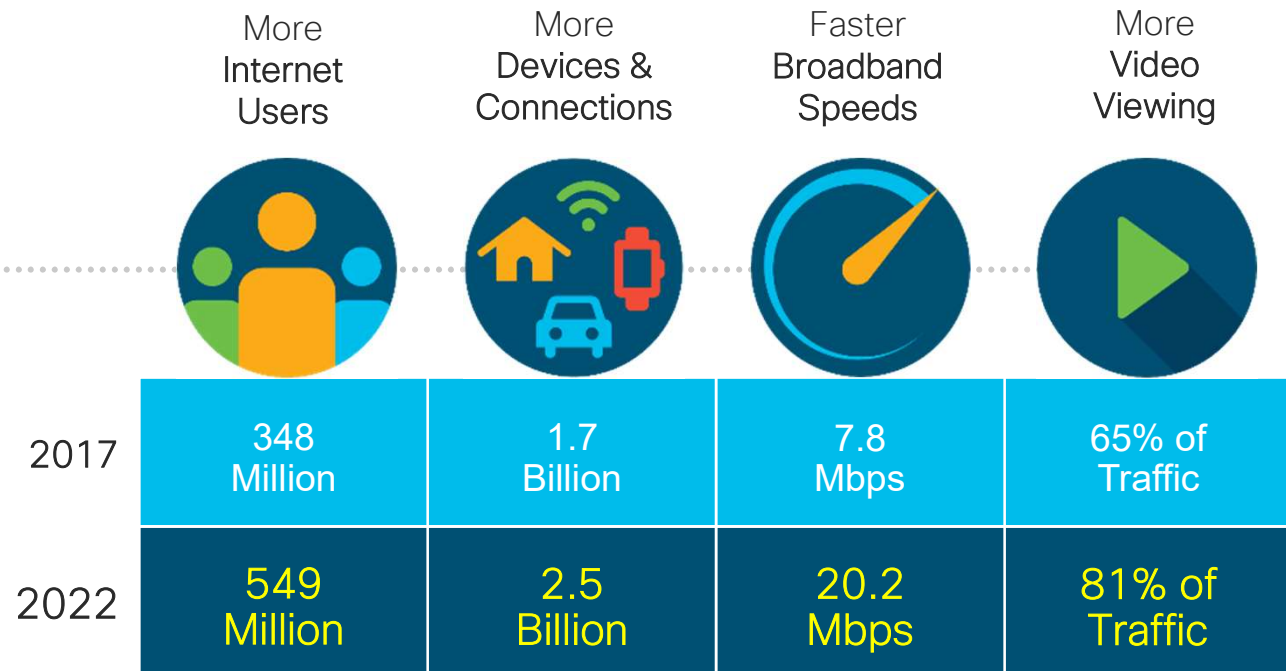 More
Internet
Users
More
Devices &
Connections
Faster
Broadband
Speeds
More
Video
Viewing
2017
348
Million
1.7
Billion
7.8
Mbps
65% of
Traffic
2022
549
Million
2.5
Billion
20.2
Mbps
81% of
Traffic